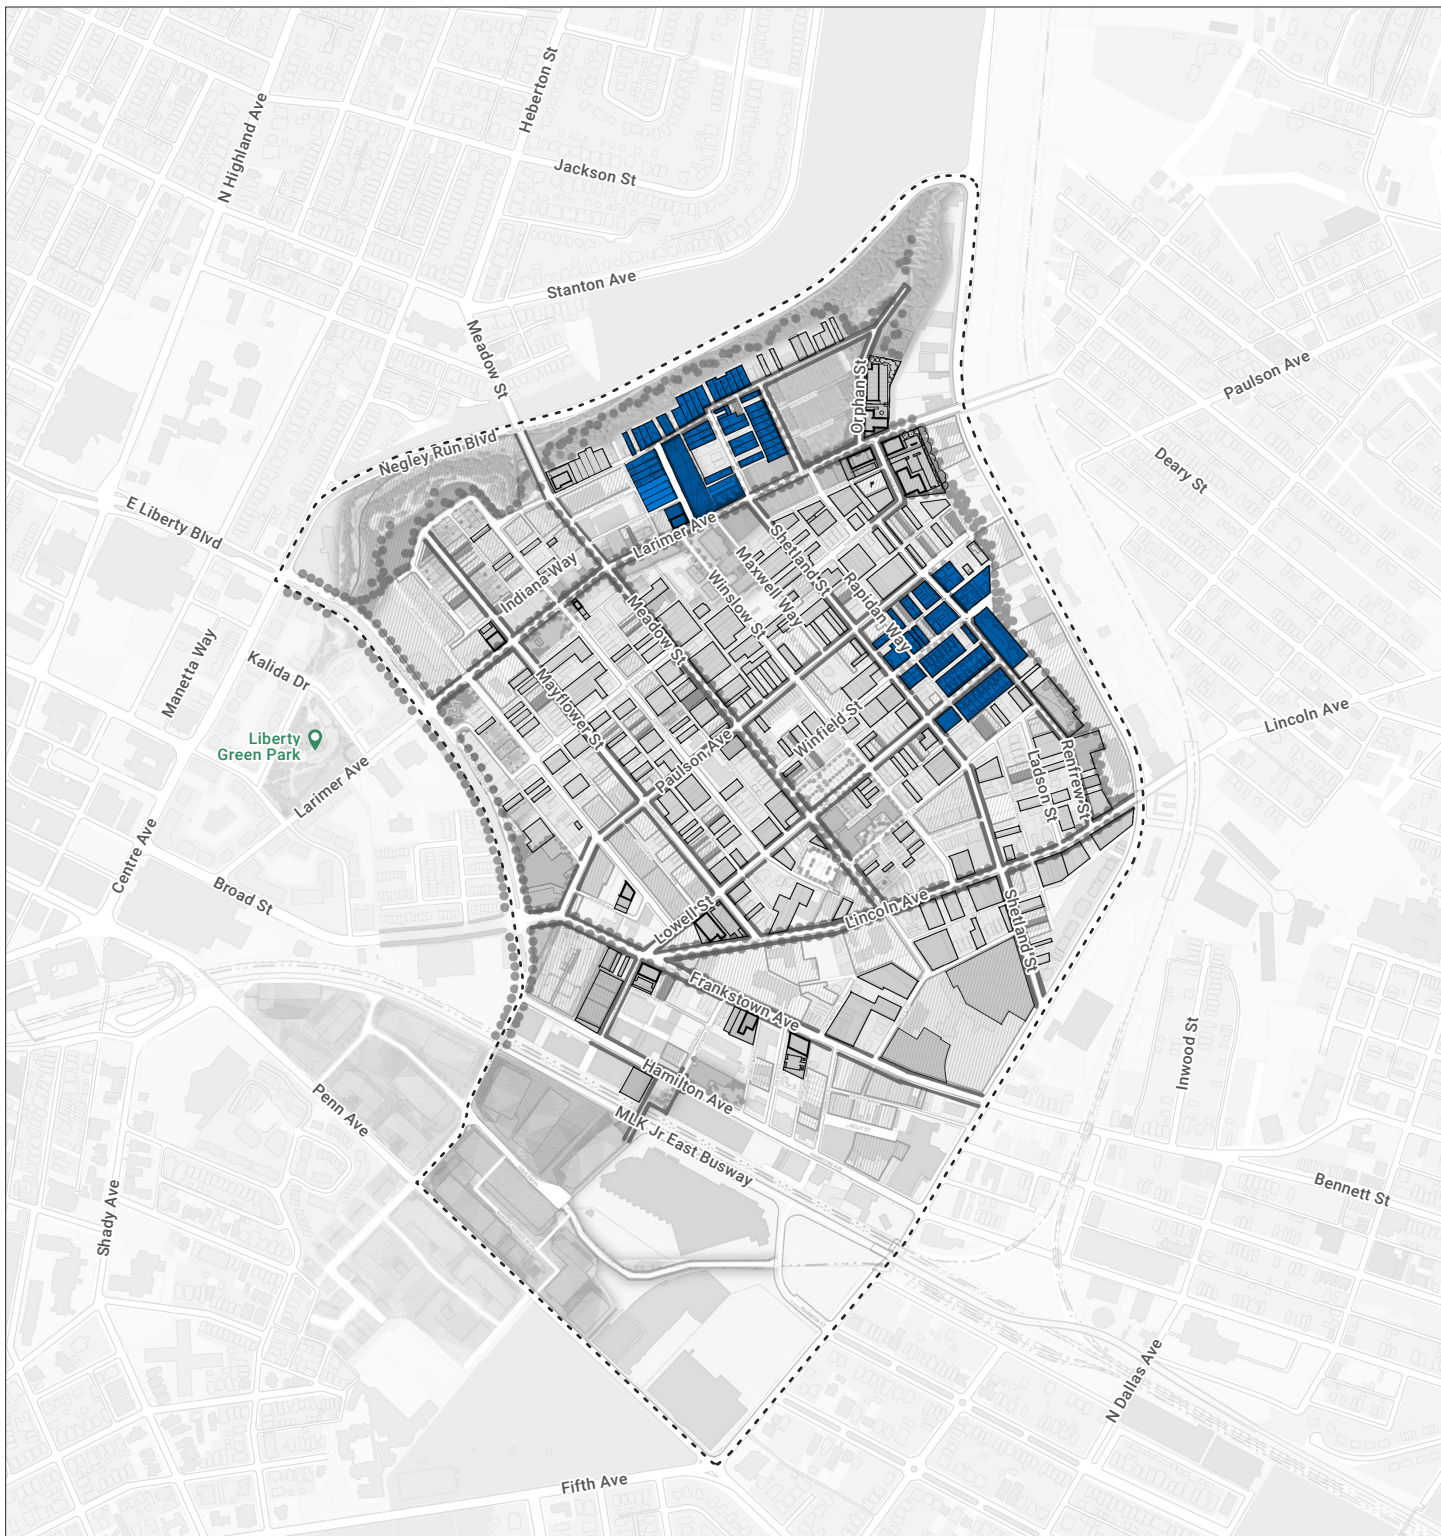 Heberton St
N Highland Ave
Jackson St
Stanton Ave
Meadow St
Paulson Ave
Orphan St
Negley Run Blvd
Deary St
E Liberty Blvd
Larimer Ave
Shetland St
Maxwell Way
Indiana Way
Winslow St
Rapidan Way
Meadow St
Manetta Way
Kalida Dr
Mayflower St
Lincoln Ave
Liberty
Green Park
Winfield St
Paulson Ave
Renfrew St
Ladson St
Larimer Ave
Centre Ave
Broad St
Lowell St
Lincoln Ave
Shetland St
Frankstown Ave
Inwood St
Hamilton Ave
Penn Ave
MLK Jr East Busway
KELLY ST
Bennett St
Shady Ave
N Dallas Ave
Fifth Ave